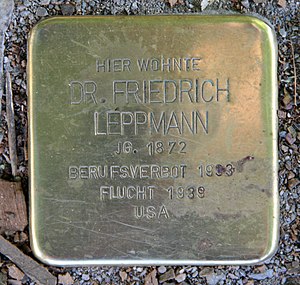 HIER WOHNTE
DR. FRIEDRICH
LEPPMANN
JG. 1872
BERUFSVERBOT 1933
FLUCHT 1939
USA